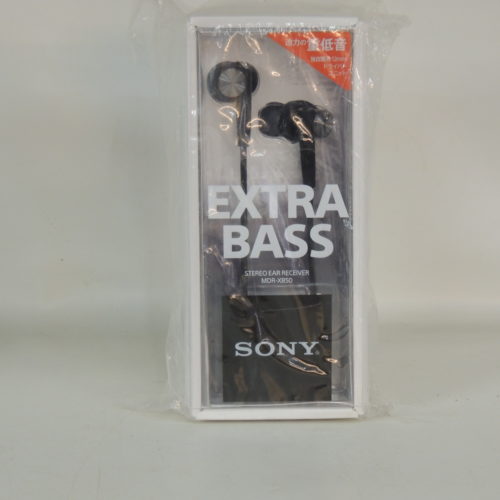 迫力の重低音
EXTRA
BASS
STEREO EAR RECEIVER
MDR-XB50
SONY